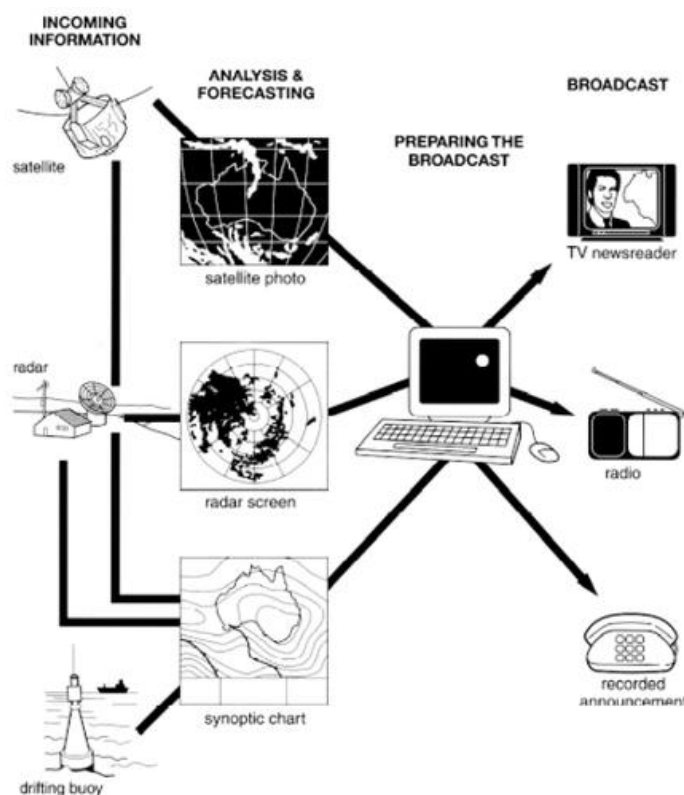 INCOMING
INFORMATION
ANALYSIS &
FORECASTING
PREPARING THE
BROADCAST
BROADCAST
satellite
satellite photo
TV newsreader
radar
radar screen
radio
synoptic chart
recorded
announcement
drifting buoy